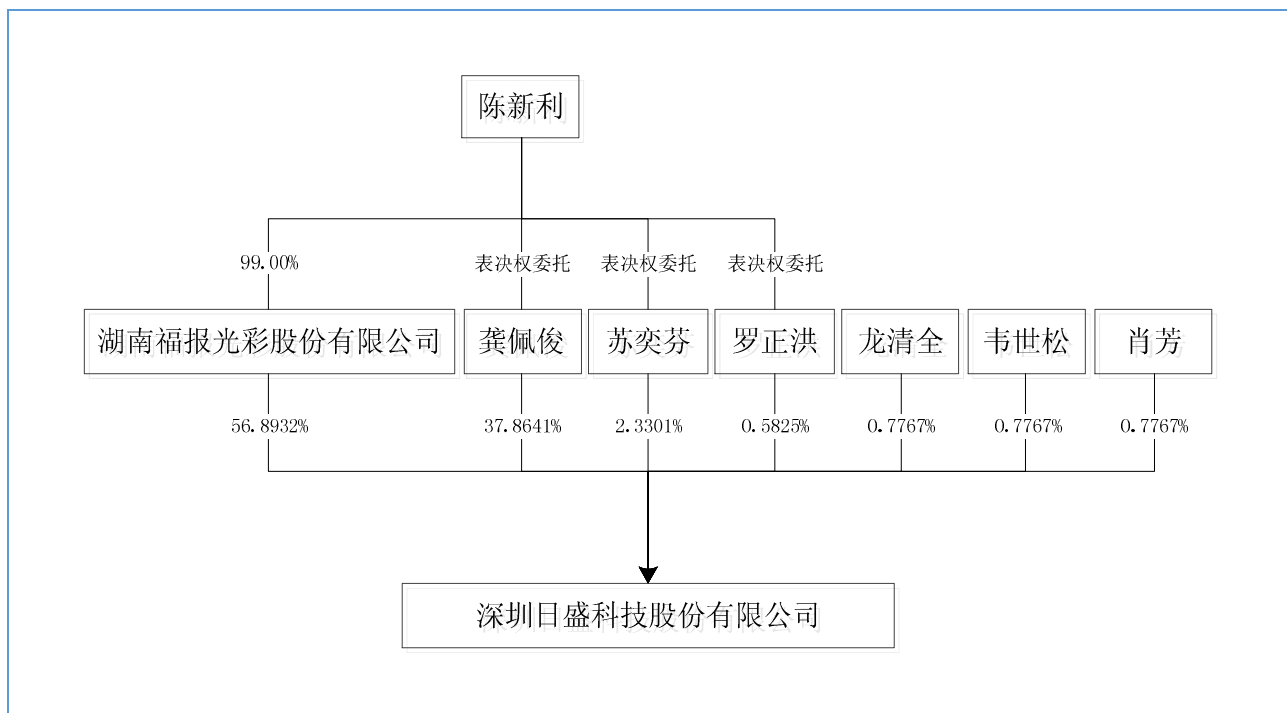 陈新利
99.00%
表决权委托
表决权委托
表决权委托
湖南福报光彩股份有限公司
龚佩俊
苏奕芬
罗正洪
龙清全
韦世松
肖芳
56.8932%
37.8641%
2.3301%
0.5825%
0.7767%
0.7767%
0.7767%
深圳日盛科技股份有限公司